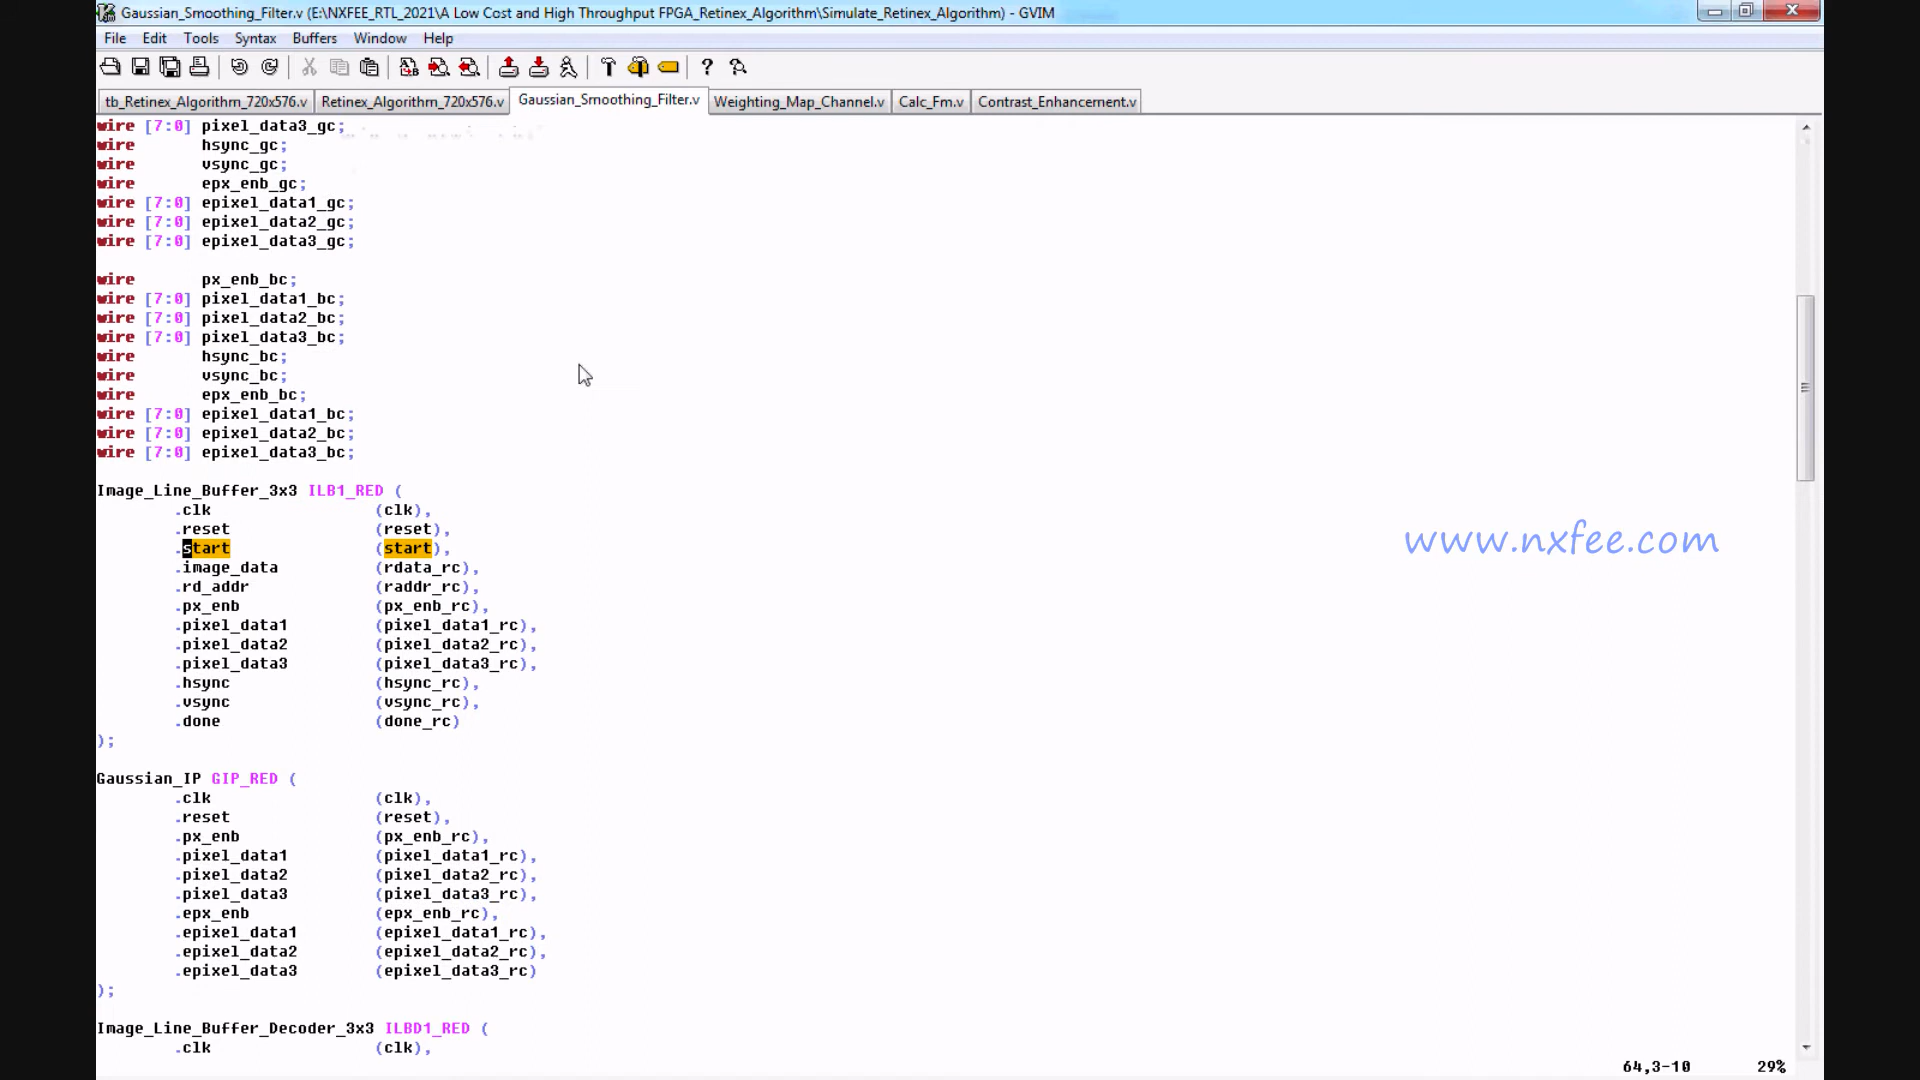 Gaussian_Smoothing_Filter.v (E:\NXFEE_RTL_2021\A Low Cost and High Throughput FPGA_Retinex_Algorithm\Simulate_Retinex_Algorithm) - GVIM
File Edit Tools Syntax Buffers Window Help
tb_Retinex_Algorithm_720x576.v Retinex_Algorithm_720x576.v Gaussian_Smoothing_Filter.v Weighting_Map_Channel.v Calc_Fm.v Contrast_Enhancement.v
wire [7:0] pixel_data3_gc;
wire hsync_gc;
wire vsync_gc;
wire epx_enb_gc;
wire [7:0] epixel_data1_gc;
wire [7:0] epixel_data2_gc;
wire [7:0] epixel_data3_gc;
wire px_enb_bc;
wire [7:0] pixel_data1_bc;
wire [7:0] pixel_data2_bc;
wire [7:0] pixel_data3_bc;
wire hsync_bc;
wire vsync_bc;
wire epx_enb_bc;
wire [7:0] epixel_data1_bc;
wire [7:0] epixel_data2_bc;
wire [7:0] epixel_data3_bc;
Image_Line_Buffer_3x3 ILB1_RED (
.clk (clk),
.reset (reset),
.start (start),
.image_data (rdata_rc),
.rd_addr (raddr_rc),
.px_enb (px_enb_rc),
.pixel_data1 (pixel_data1_rc),
.pixel_data2 (pixel_data2_rc),
.pixel_data3 (pixel_data3_rc),
.hsync (hsync_rc),
.vsync (vsync_rc),
.done (done_rc)
);
Gaussian_IP GIP_RED (
.clk (clk),
.reset (reset),
.px_enb (px_enb_rc),
.pixel_data1 (pixel_data1_rc),
.pixel_data2 (pixel_data2_rc),
.pixel_data3 (pixel_data3_rc),
.epx_enb (epx_enb_rc),
.epixel_data1 (epixel_data1_rc),
.epixel_data2 (epixel_data2_rc),
.epixel_data3 (epixel_data3_rc)
);
Image_Line_Buffer_Decoder_3x3 ILBD1_RED (
.clk (clk),
www.nxfee.com
64,3-10 29%